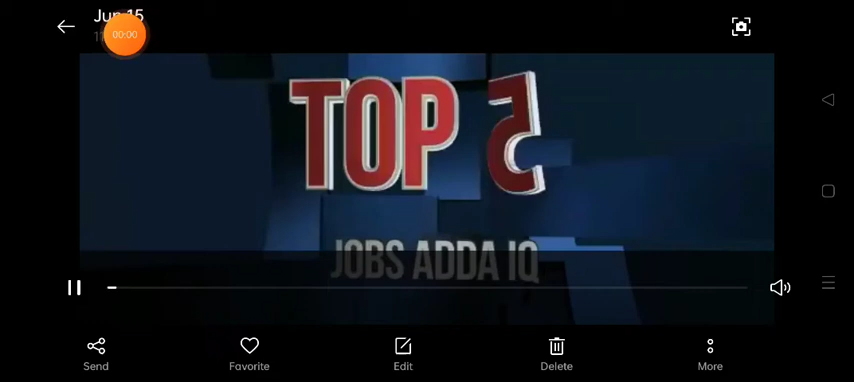 Jun 15
00:00
TOP 5
JOBS ADDA IQ
Send
Favorite
Edit
Delete
More